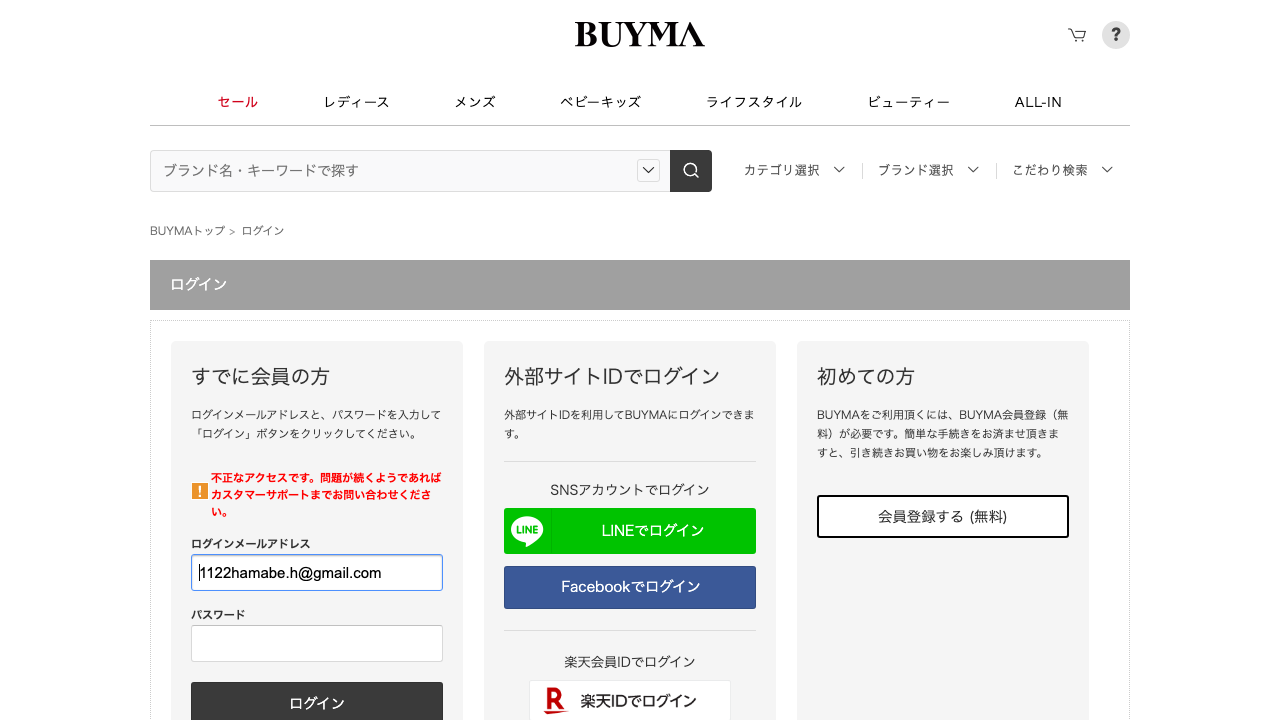 BUYMA
?
セール レディース メンズ ベビーキッズ ライフスタイル ビューティー ALL-IN
ブランド名・キーワードで探す カテゴリ選択 ブランド選択 こだわり検索
BUYMAトップ > ログイン
ログイン
すでに会員の方
ログインメールアドレスと、パスワードを入力して
「ログイン」ボタンをクリックしてください。
不正なアクセスです。問題が続くようであれば
カスタマーサポートまでお問い合わせくださ
い。
ログインメールアドレス
1122hamabe.h@gmail.com
パスワード
ログイン
外部サイトIDでログイン
外部サイトIDを利用してBUYMAにログインできま
す。
SNSアカウントでログイン
LINE LINEでログイン
Facebookでログイン
楽天会員IDでログイン
R 楽天IDでログイン
初めての方
BUYMAをご利用頂くには、BUYMA会員登録（無
料）が必要です。簡単な手続きをお済ませ頂きま
すと、引き続きお買い物をお楽しみ頂けます。
会員登録する (無料)